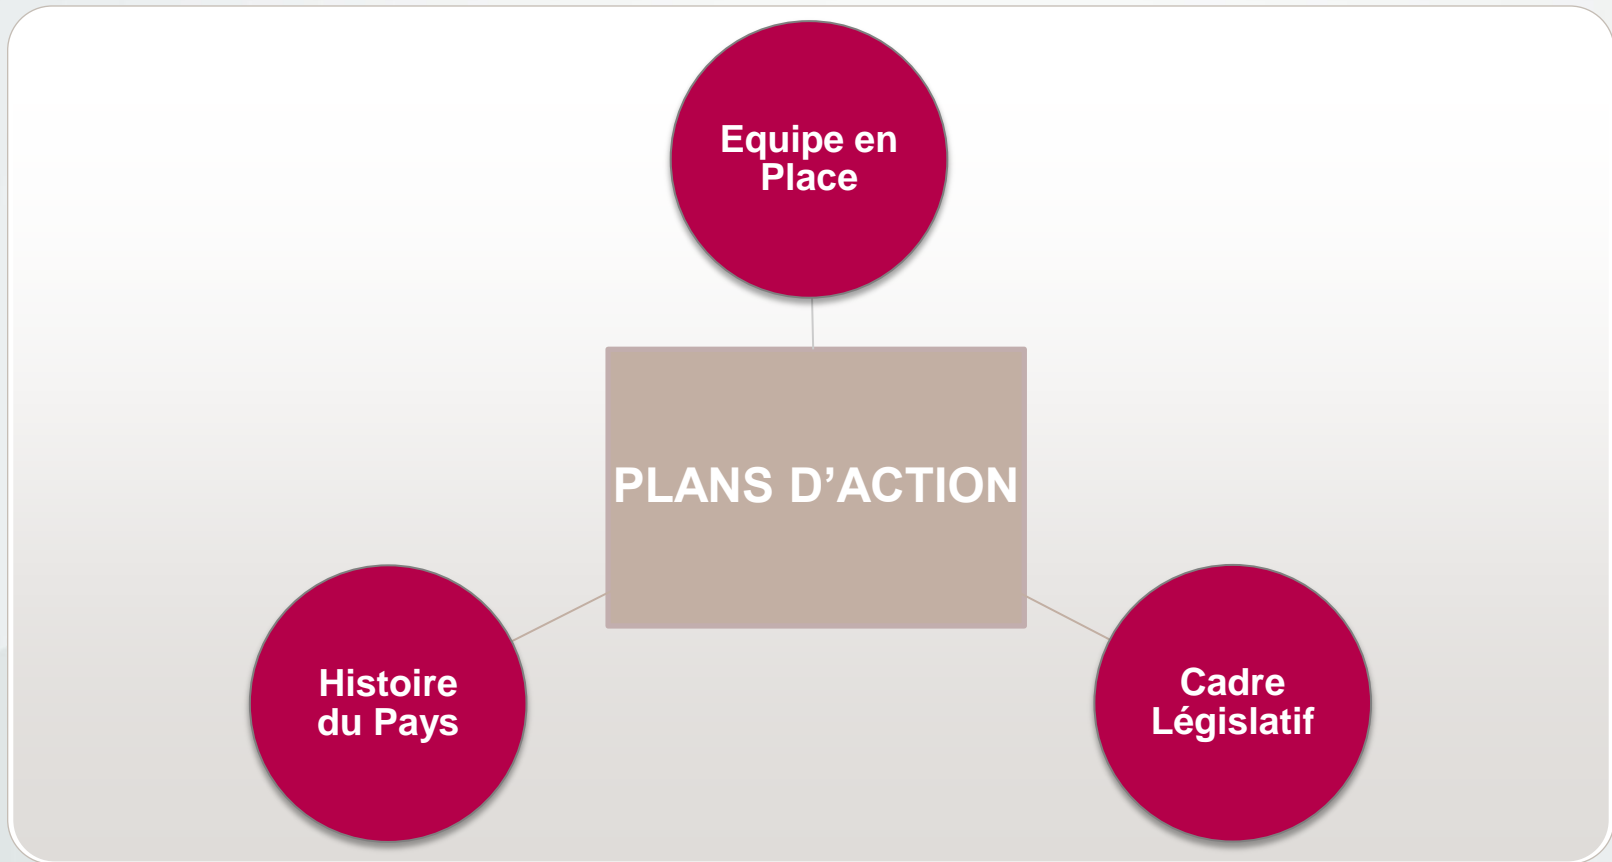 Equipe en
Place
PLANS D’ACTION
Histoire
du Pays
Cadre
Législatif